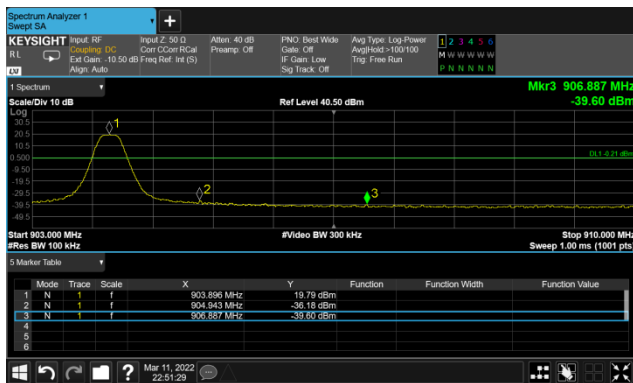 Spectrum Analyzer 1
Swept SA
+
KEYSIGHT Input: RF Input Z: 50 Ω Atten: 40 dB PNO: Best Wide Avg Type: Log-Power 1 2 3 4 5 6
RL Coupling: DC Corr CCorr RCal Preamp: Off Gate: Off Avg|Hold:>100/100 M W W W W W
Ext Gain: -10.50 dB Freq Ref: Int (S) IF Gain: Low Trig: Free Run
Align: Auto Sig Track: Off P N N N N N
LXI
1 Spectrum
Mkr3 906.887 MHz
Scale/Div 10 dB Ref Level 40.50 dBm -39.60 dBm
Log
30.5
20.5
10.5
0.500
-9.50
-19.5
-29.5
-39.5
-49.5
1
2
3
DL1 -0.21 dBm
Start 903.000 MHz #Video BW 300 kHz Stop 910.000 MHz
#Res BW 100 kHz Sweep 1.00 ms (1001 pts)
5 Marker Table
Mode Trace Scale X Y Function Function Width Function Value
1 N 1 f 903.896 MHz 19.79 dBm
2 N 1 f 904.943 MHz -36.18 dBm
3 N 1 f 906.887 MHz -39.60 dBm
4
5
6
? Mar 11, 2022
22:51:29